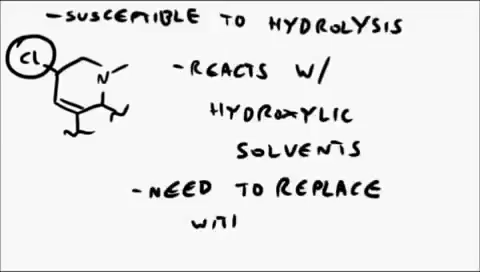 - SUSCEPTIBLE TO HYDROLYSIS
Cl
N
- REACTS W/
HYDROXYLIC
SOLVENTS
- NEED TO REPLACE